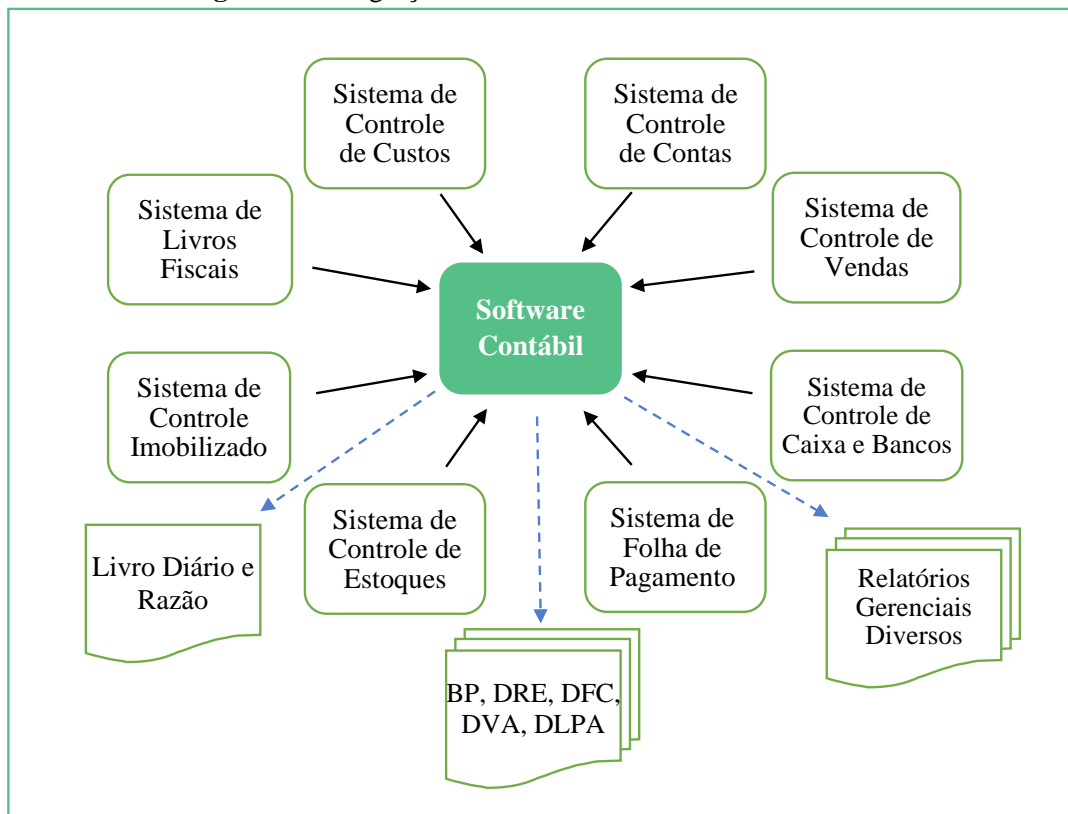 Sistema de
Controle
de Custos
Sistema de
Controle
de Contas
Sistema de
Livros
Fiscais
Sistema de
Controle de
Vendas
Software
Contábil
Sistema de
Controle
Imobilizado
Sistema de
Controle de
Caixa e Bancos
Sistema de
Controle de
Estoques
Sistema de
Folha de
Pagamento
Livro Diário e
Razão
Relatórios
Gerenciais
Diversos
BP, DRE, DFC,
DVA, DLPA